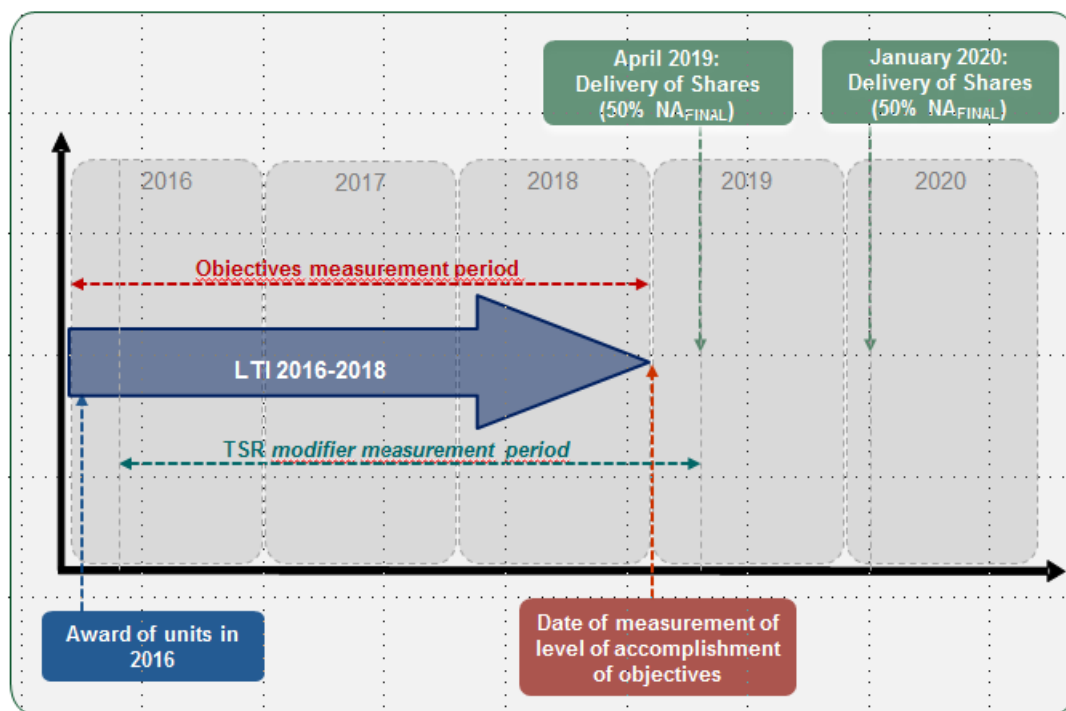 April 2019:
Delivery of Shares
(50% NAFINAL)
January 2020:
Delivery of Shares
(50% NAFINAL)
2016
2017
2018
2019
2020
Objectives measurement period
LTI 2016-2018
TSR modifier measurement period
Award of units in
2016
Date of measurement of
level of accomplishment
of objectives